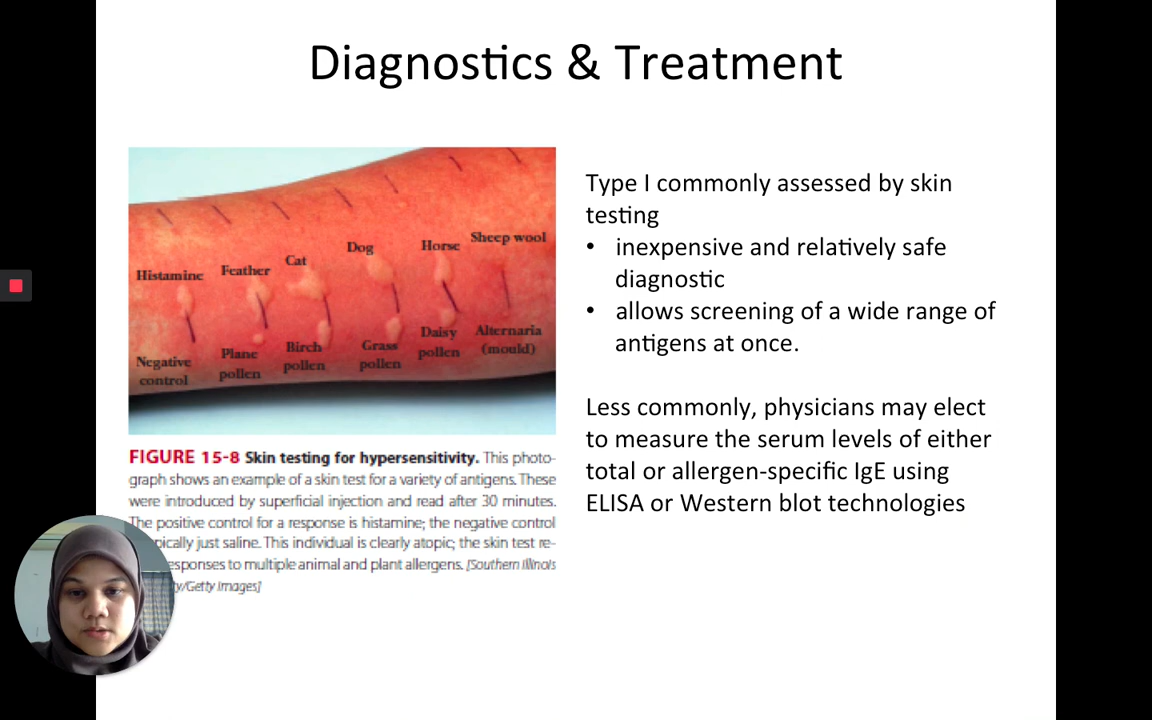 Diagnostics & Treatment
Histamine
Feather
Cat
Dog
Horse
Sheep wool
Negative
control
Plane
pollen
Birch
pollen
Grass
pollen
Daisy
pollen
Alternaria
(mould)
FIGURE 15-8 Skin testing for hypersensitivity. This photo-
graph shows an example of a skin test for a variety of antigens. These
were introduced by superficial injection and read after 30 minutes.
The positive control for a response is histamine; the negative control
just saline. This individual is clearly atopic; the skin test re-
to multiple animal and plant allergens. [Southern Illinois
/Getty Images]
Type I commonly assessed by skin
testing
• inexpensive and relatively safe
diagnostic
• allows screening of a wide range of
antigens at once.
Less commonly, physicians may elect
to measure the serum levels of either
total or allergen-specific IgE using
ELISA or Western blot technologies